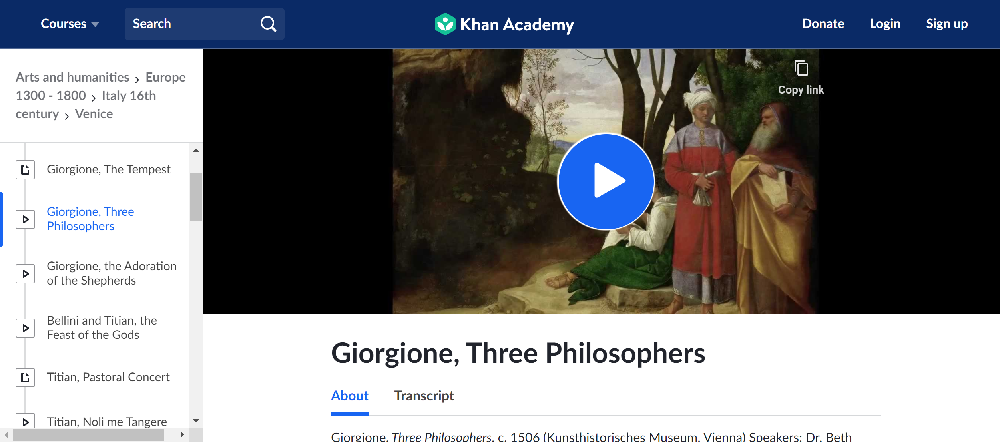 Courses
Search
Khan Academy
Donate
Login
Sign up
Arts and humanities > Europe
1300 - 1800 > Italy 16th
century > Venice
Giorgione, The Tempest
Giorgione, Three
Philosophers
Giorgione, the Adoration
of the Shepherds
Bellini and Titian, the
Feast of the Gods
Titian, Pastoral Concert
Titian, Noli me Tangere
Copy link
Giorgione, Three Philosophers
About
Transcript
Giorgione, Three Philosophers, c. 1506 (Kunsthistorisches Museum, Vienna) Speakers: Dr. Beth